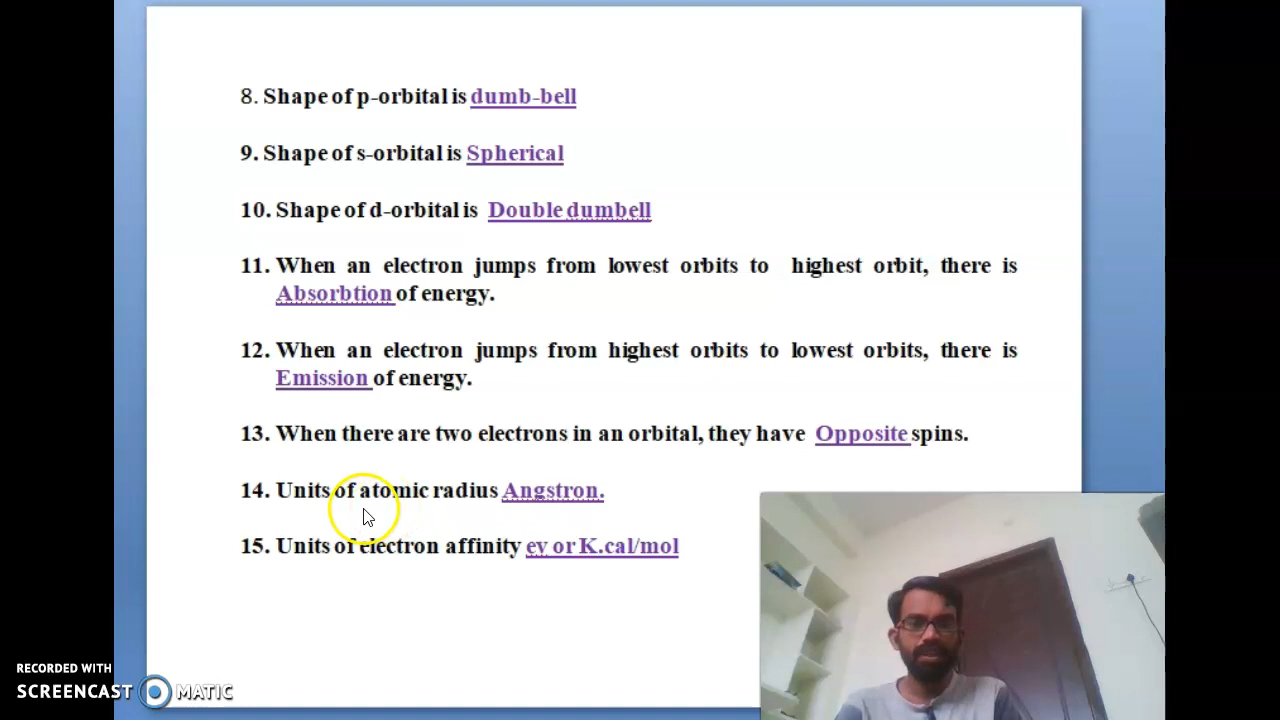 8. Shape of p-orbital is dumb-bell
9. Shape of s-orbital is Spherical
10. Shape of d-orbital is Double dumbell
11. When an electron jumps from lowest orbits to highest orbit, there is
Absorbtion of energy.
12. When an electron jumps from highest orbits to lowest orbits, there is
Emission of energy.
13. When there are two electrons in an orbital, they have Opposite spins.
14. Units of atomic radius Angstron.
15. Units of electron affinity ev or K.cal/mol
RECORDED WITH
SCREENCAST MATIC